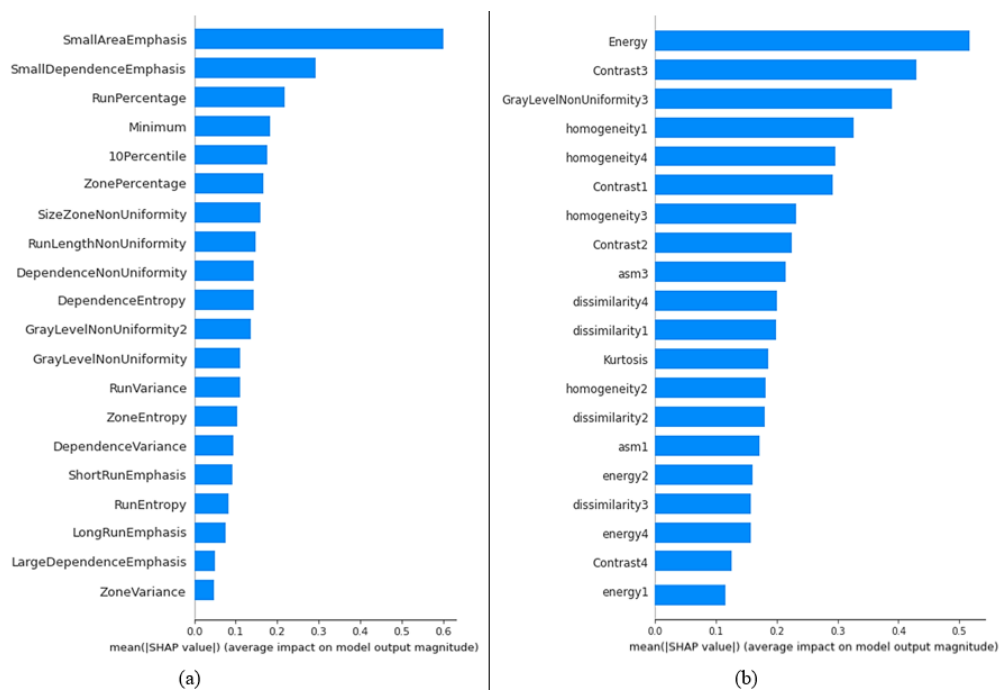 SmallAreaEmphasis
SmallDependenceEmphasis
RunPercentage
Minimum
10Percentile
ZonePercentage
SizeZoneNonUniformity
RunLengthNonUniformity
DependenceNonUniformity
DependenceEntropy
GrayLevelNonUniformity2
GrayLevelNonUniformity
RunVariance
ZoneEntropy
DependenceVariance
ShortRunEmphasis
RunEntropy
LongRunEmphasis
LargeDependenceEmphasis
ZoneVariance
0.0 0.1 0.2 0.3 0.4 0.5 0.6
mean(|SHAP value|) (average impact on model output magnitude)
(a)
Energy
Contrast3
GrayLevelNonUniformity3
homogeneity1
homogeneity4
Contrast1
homogeneity3
Contrast2
asm3
dissimilarity4
dissimilarity1
Kurtosis
homogeneity2
dissimilarity2
asm1
energy2
dissimilarity3
energy4
Contrast4
energy1
0.0 0.1 0.2 0.3 0.4 0.5
mean(|SHAP value|) (average impact on model output magnitude)
(b)